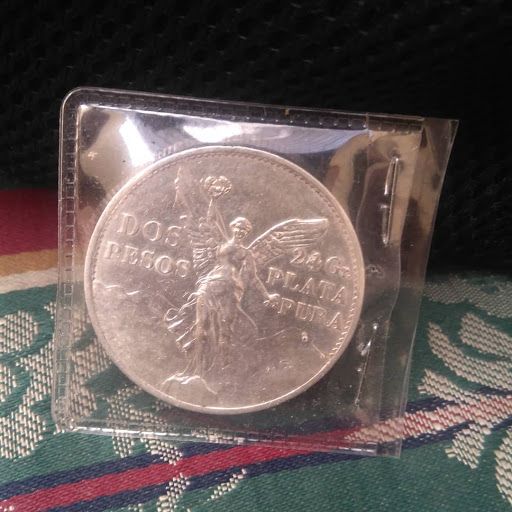 DOS
PESOS
24 Gr.
PLATA
PURA